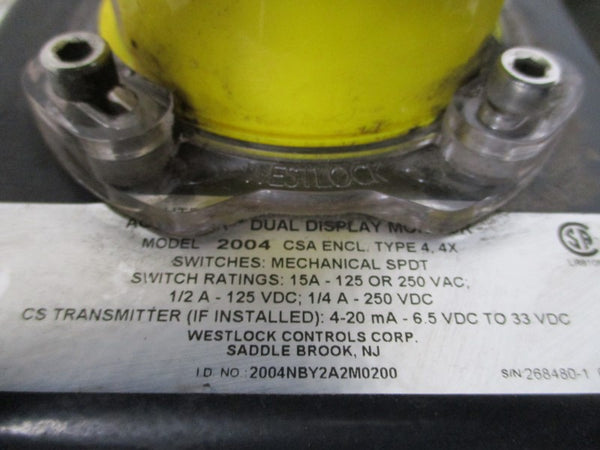 WESTLOCK
DUAL DISPLAY
MODEL 2004 CSA ENCL. TYPE 4, 4X
SWITCHES: MECHANICAL SPDT
SWITCH RATINGS: 15A - 125 OR 250 VAC;
1/2 A - 125 VDC; 1/4 A - 250 VDC
CS TRANSMITTER (IF INSTALLED): 4-20 mA - 6.5 VDC TO 33 VDC
WESTLOCK CONTROLS CORP.
SADDLE BROOK, NJ
I.D. NO.: 2004NBY2A2M0200
S/N 268480-1